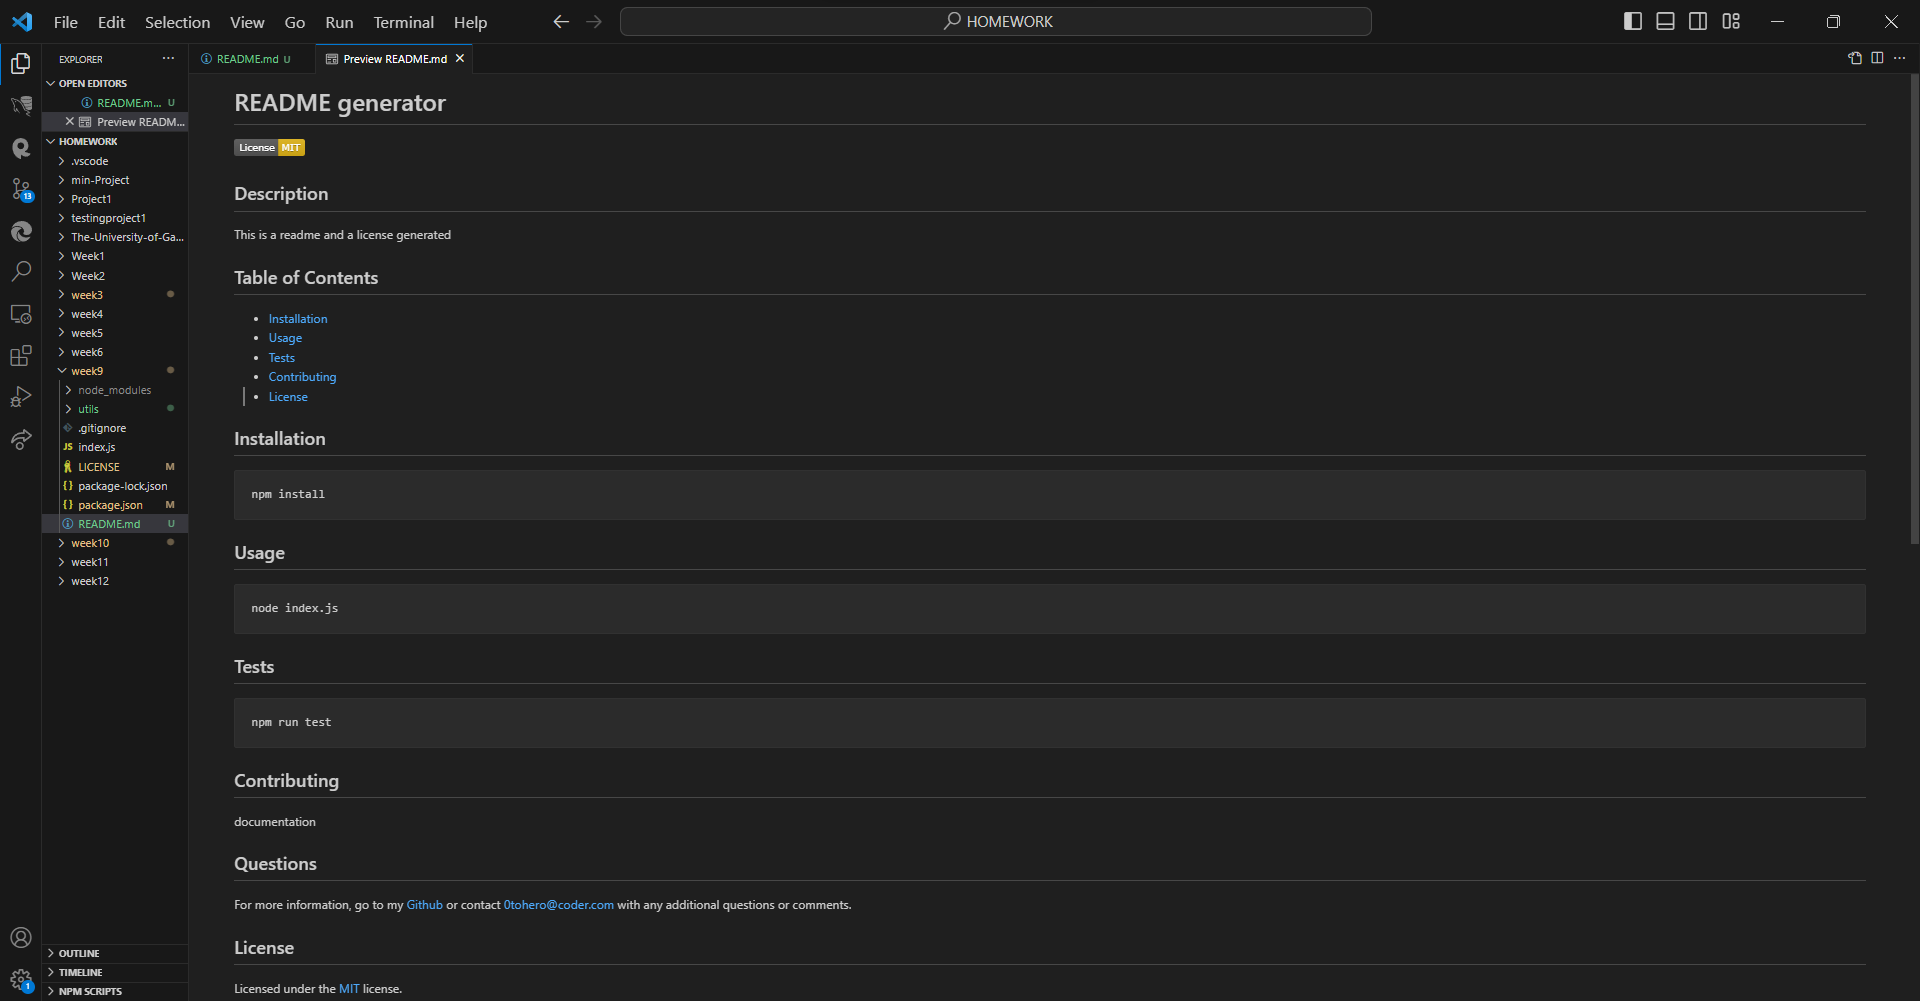 File Edit Selection View Go Run Terminal Help
HOMEWORK
EXPLORER
README.md U
Preview README.md
OPEN EDITORS
README.m... U
Preview READM...
HOMEWORK
.vscode
min-Project
Project1
testingproject1
The-University-of-Ga...
Week1
Week2
week3
week4
week5
week6
week9
node_modules
utils
.gitignore
JS index.js
LICENSE M
{} package-lock.json
{} package.json M
README.md U
week10
week11
week12
13
OUTLINE
TIMELINE
NPM SCRIPTS
1
README generator
License MIT
Description
This is a readme and a license generated
Table of Contents
• Installation
• Usage
• Tests
• Contributing
• License
Installation
npm install
Usage
node index.js
Tests
npm run test
Contributing
documentation
Questions
For more information, go to my Github or contact 0tohero@coder.com with any additional questions or comments.
License
Licensed under the MIT license.